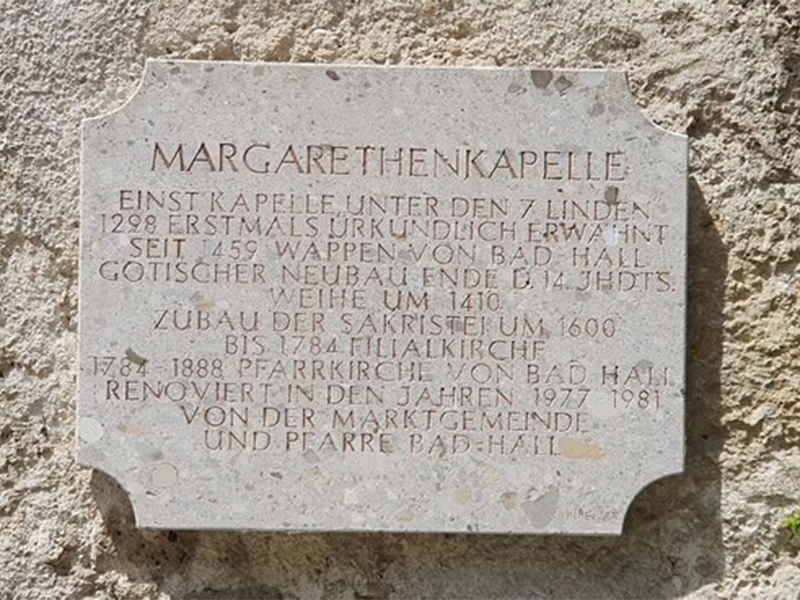 MARGARETHENKAPELLE
EINST KAPELLE „UNTER DEN 7 LINDEN"
1298 ERSTMALS URKUNDLICH ERWÄHNT
SEIT 1459 WAPPEN VON BAD HALL
GOTISCHER NEUBAU ENDE D. 14. JHDTS.
WEIHE UM 1410
ZUBAU DER SAKRISTEI UM 1600
BIS 1784 FILIALKIRCHE
1784-1888 PFARRKIRCHE VON BAD HALL
RENOVIERT IN DEN JAHREN 1977 1981
VON DER MARKTGEMEINDE
UND PFARRE BAD-HALL